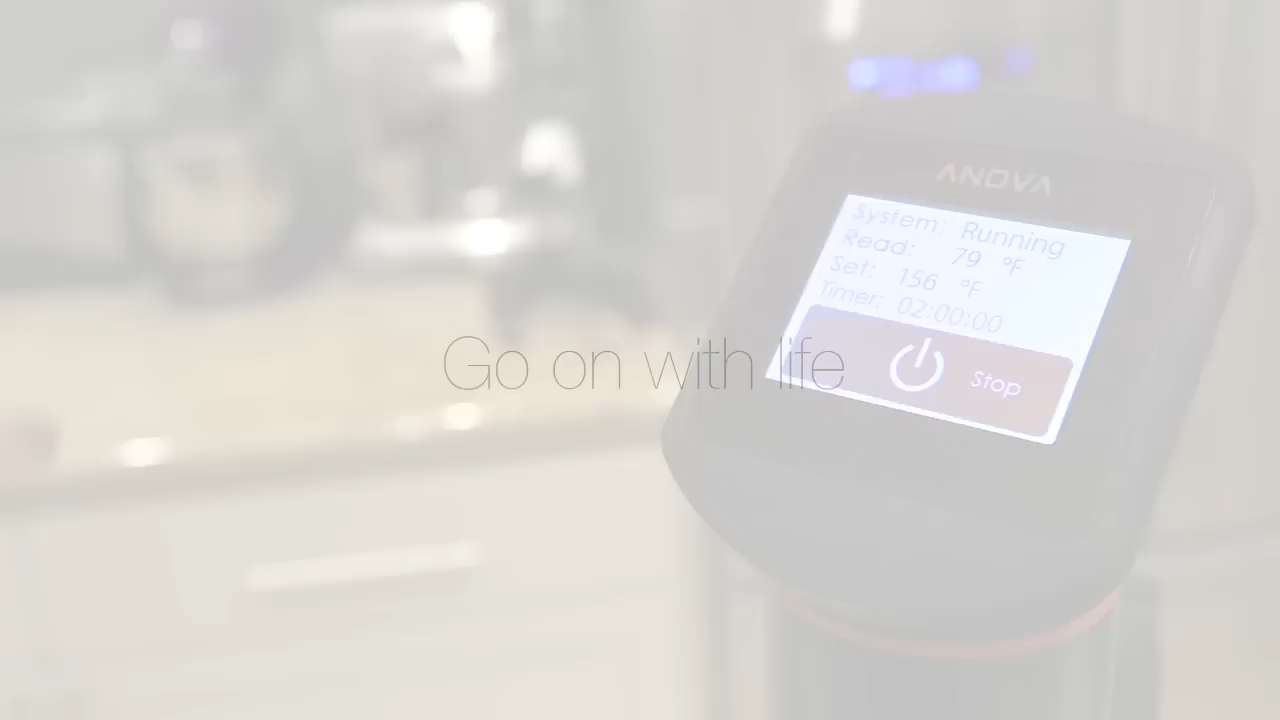 ANOVA
System: Running
Read: 79 °F
Set: 156 °F
Timer: 02:00:00
Stop
Go on with life